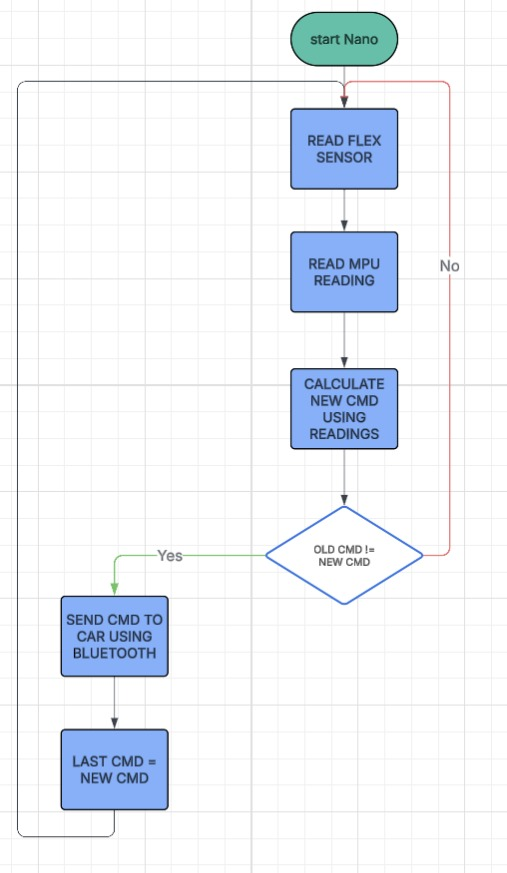 start Nano
READ FLEX
SENSOR
READ MPU
READING
No
CALCULATE
NEW CMD
USING
READINGS
OLD CMD !=
NEW CMD
Yes
SEND CMD TO
CAR USING
BLUETOOTH
LAST CMD =
NEW CMD